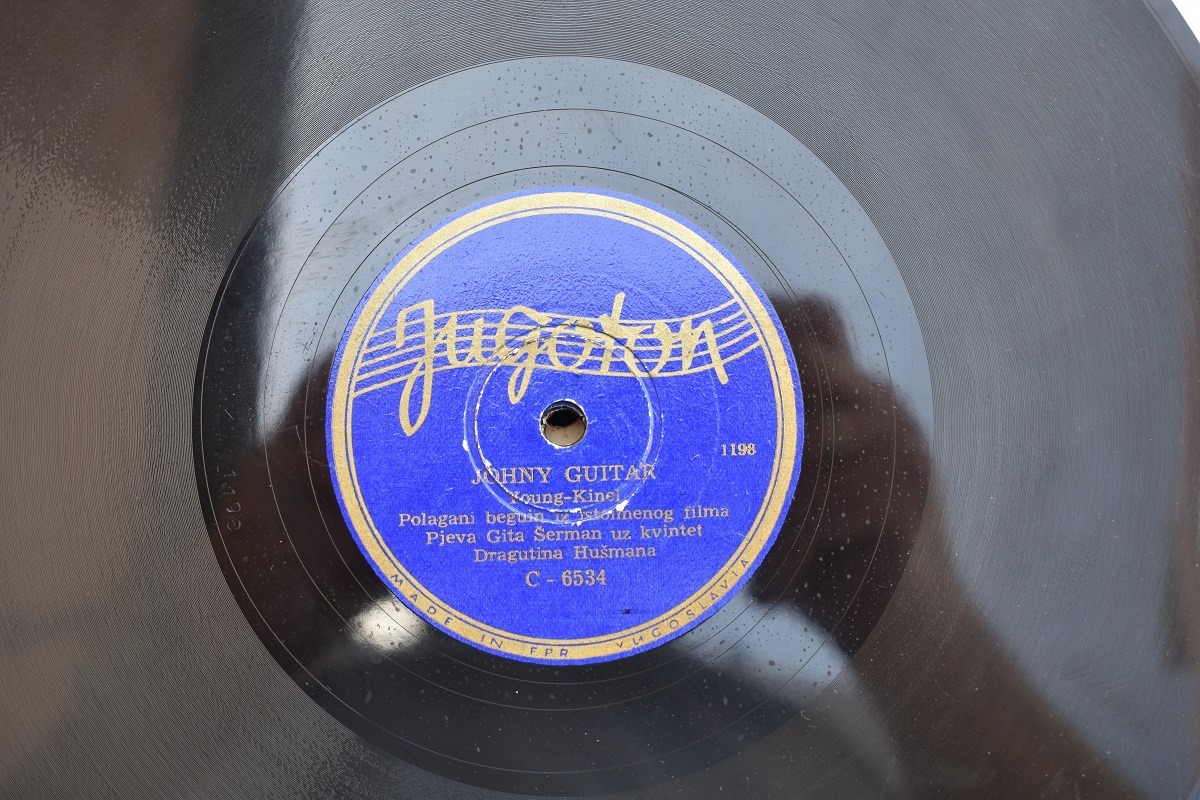 jugoton
1198
JOHNY GUITAR
Young-Kinel
Polagani beguin iz istoimenog filma
Pjeva Gita Šerman uz kvintet
Dragutina Hušmana
C - 6534
MADE IN FPR YUGOSLAVIA
1198